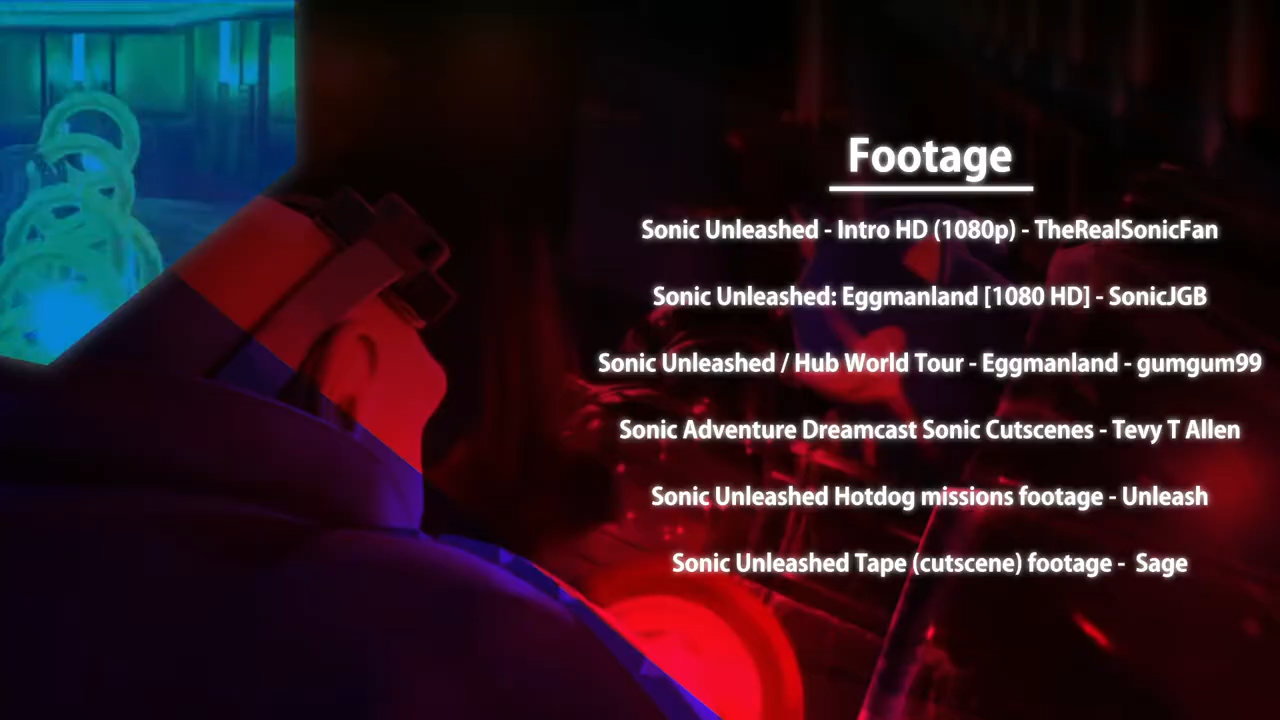 Footage
Sonic Unleashed - Intro HD (1080p) - TheRealSonicFan
Sonic Unleashed: Eggmanland [1080 HD] - SonicJGB
Sonic Unleashed / Hub World Tour - Eggmanland - gumgum99
Sonic Adventure Dreamcast Sonic Cutscenes - Tevy T Allen
Sonic Unleashed Hotdog missions footage - Unleash
Sonic Unleashed Tape (cutscene) footage -  Sage